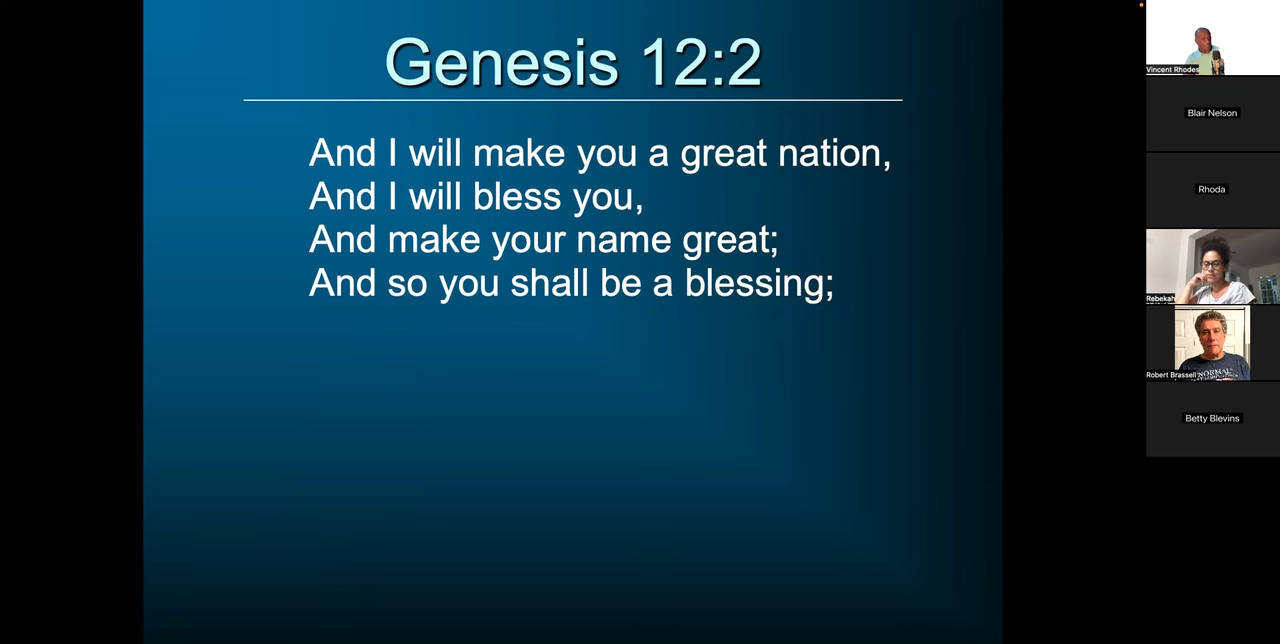 Genesis 12:2
And I will make you a great nation,
And I will bless you,
And make your name great;
And so you shall be a blessing;
Vincent Rhodes
Blair Nelson
Rhoda
Rebekah
Robert Brassell
NORMAL
Betty Blevins